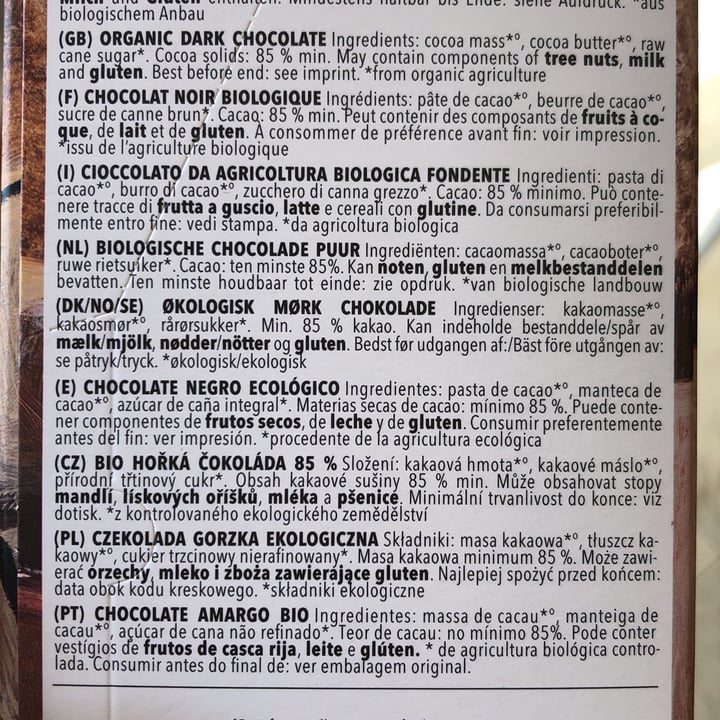 Milch und Gluten enthalten. Mindestens haltbar bis Ende: siehe Aufdruck. *aus
biologischem Anbau
(GB) ORGANIC DARK CHOCOLATE Ingredients: cocoa mass*°, cocoa butter*°, raw
cane sugar*. Cocoa solids: 85 % min. May contain components of tree nuts, milk
and gluten. Best before end: see imprint. *from organic agriculture
(F) CHOCOLAT NOIR BIOLOGIQUE Ingrédients: pâte de cacao*°, beurre de cacao*°,
sucre de canne brun*. Cacao: 85 % min. Peut contenir des composants de fruits à co-
que, de lait et de gluten. À consommer de préférence avant fin: voir impression.
*issu de l'agriculture biologique
(I) CIOCCOLATO DA AGRICOLTURA BIOLOGICA FONDENTE Ingredienti: pasta di
cacao*°, burro di cacao*°, zucchero di canna grezzo*. Cacao: 85 % minimo. Può conte-
nere tracce di frutta a guscio, latte e cereali con glutine. Da consumarsi preferibil-
mente entro fine: vedi stampa. *da agricoltura biologica
(NL) BIOLOGISCHE CHOCOLADE PUUR Ingrediënten: cacaomassa*°, cacaoboter*°,
ruwe rietsuiker*. Cacao: ten minste 85%. Kan noten, gluten en melkbestanddelen
bevatten. Ten minste houdbaar tot einde: zie opdruk. *van biologische landbouw
(DK/NO/SE) ØKOLOGISK MØRK CHOKOLADE Ingredienser: kakaomasse*°,
kakaosmør*°, rårørsukker*. Min. 85 % kakao. Kan indeholde bestanddele/spår av
mælk/mjölk, nødder/nötter og gluten. Bedst før udgangen af:/Bäst före utgången av:
se påtryk/tryck. *økologisk/ekologisk
(E) CHOCOLATE NEGRO ECOLÓGICO Ingredientes: pasta de cacao*°, manteca de
cacao*°, azúcar de caña integral*. Materias secas de cacao: mínimo 85 %. Puede conte-
ner componentes de frutos secos, de leche y de gluten. Consumir preferentemente
antes del fin: ver impresión. *procedente de la agricultura ecológica
(CZ) BIO HOŘKÁ ČOKOLÁDA 85 % Složení: kakaová hmota*°, kakaové máslo*°,
přírodní třtinový cukr*. Obsah kakaové sušiny 85 % min. Může obsahovat stopy
mandlí, lískových oříšků, mléka a pšenice. Minimální trvanlivost do konce: viz
dotisk. *z kontrolovaného ekologického zemědělství
(PL) CZEKOLADA GORZKA EKOLOGICZNA Składniki: masa kakaowa*°, tłuszcz ka-
kaowy*°, cukier trzcinowy nierafinowany*. Masa kakaowa minimum 85 %. Może zawi-
erać orzechy, mleko i zboża zawierające gluten. Najlepiej spożyć przed końcem:
data obok kodu kreskowego. *składniki ekologiczne
(PT) CHOCOLATE AMARGO BIO Ingredientes: massa de cacau*°, manteiga de
cacau*°, açúcar de cana não refinado*. Teor de cacau: no mínimo 85%. Pode conter
vestígios de frutos de casca rija, leite e glúten. * de agricultura biológica contro-
lada. Consumir antes do final de: ver embalagem original.